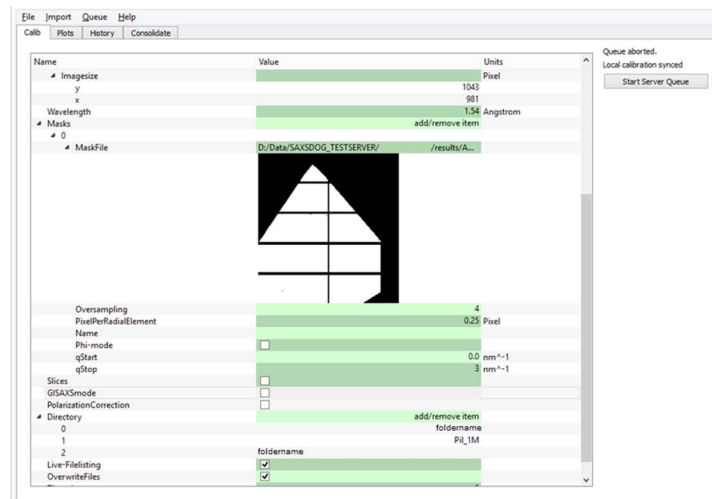 File Import Queue Help
Calib Plots History Consolidate
Queue aborted.
Local calibration synced
Start Server Queue
Name Value Units
Imagesize Pixel
y 1043
x 981
Wavelength 1.54 Angstrom
Masks add/remove item
0
MaskFile D:/Data/SAXSDOG_TESTSERVER/ /results/A...
Oversampling 4
PixelPerRadialElement 0.25 Pixel
Name
Phi-mode
qStart 0.0 nm^-1
qStop 3 nm^-1
Slices
GISAXSmode
PolarizationCorrection
Directory add/remove item
0 foldername
1 Pil_1M
2 foldername
Live-Filelisting
OverwriteFiles